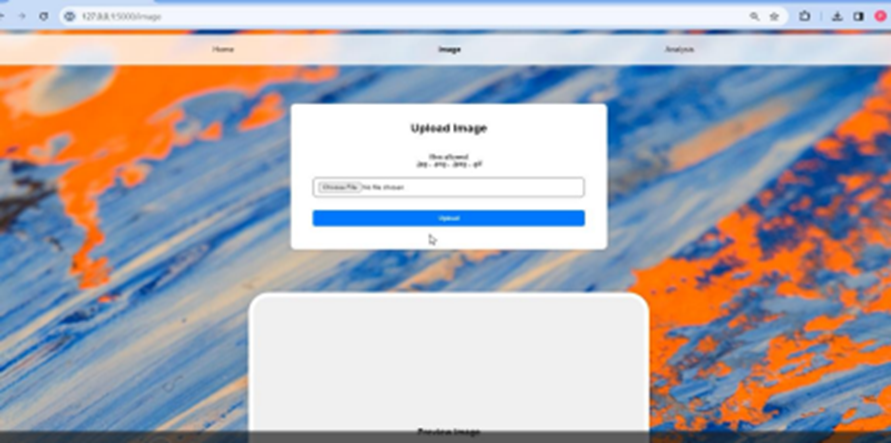 127.0.0.1:5000/image
Home
Image
Analysis
Upload Image
files allowed
.jpg, .png, .jpeg, .gif
Choose File No file chosen
Upload
Preview Image